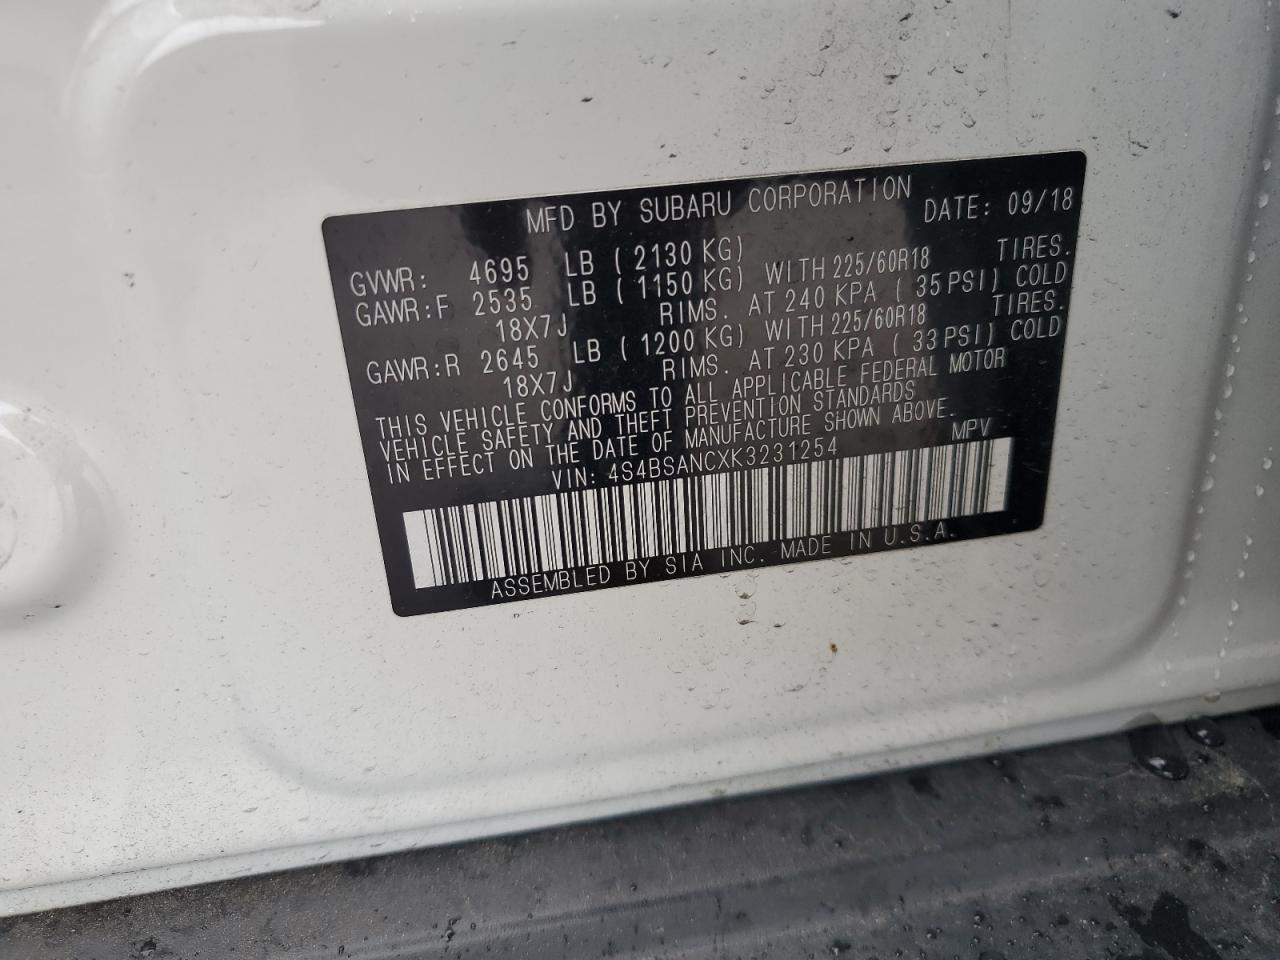 MFD BY SUBARU CORPORATION DATE: 09/18
GVWR: 4695 LB ( 2130 KG)
GAWR:F 2535 LB ( 1150 KG) WITH 225/60R18 TIRES.
18X7J RIMS. AT 240 KPA ( 35 PSI) COLD
GAWR:R 2645 LB ( 1200 KG) WITH 225/60R18 TIRES.
18X7J RIMS. AT 230 KPA ( 33 PSI) COLD
THIS VEHICLE CONFORMS TO ALL APPLICABLE FEDERAL MOTOR
VEHICLE SAFETY AND THEFT PREVENTION STANDARDS
IN EFFECT ON THE DATE OF MANUFACTURE SHOWN ABOVE.
VIN: 4S4BSANCXK3231254 MPV
ASSEMBLED BY SIA INC. MADE IN U.S.A.